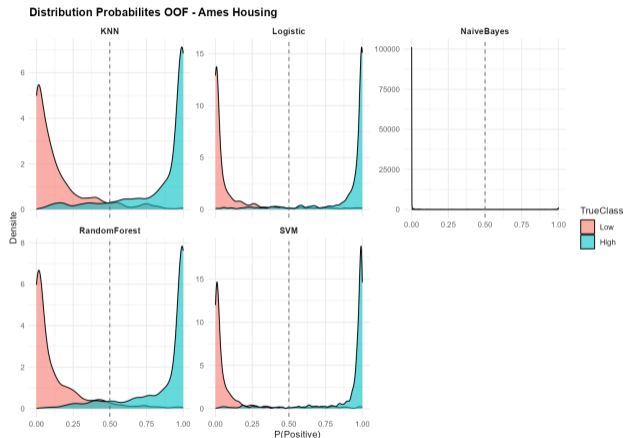 Distribution Probabilites OOF - Ames Housing
KNN
Logistic
NaiveBayes
6
4
2
0
15
10
5
0
100000
75000
50000
25000
0
0.00 0.25 0.50 0.75 1.00
Densite
TrueClass
Low
High
RandomForest
SVM
8
6
4
2
0
15
10
5
0
0.00 0.25 0.50 0.75 1.00
0.00 0.25 0.50 0.75 1.00
P(Positive)